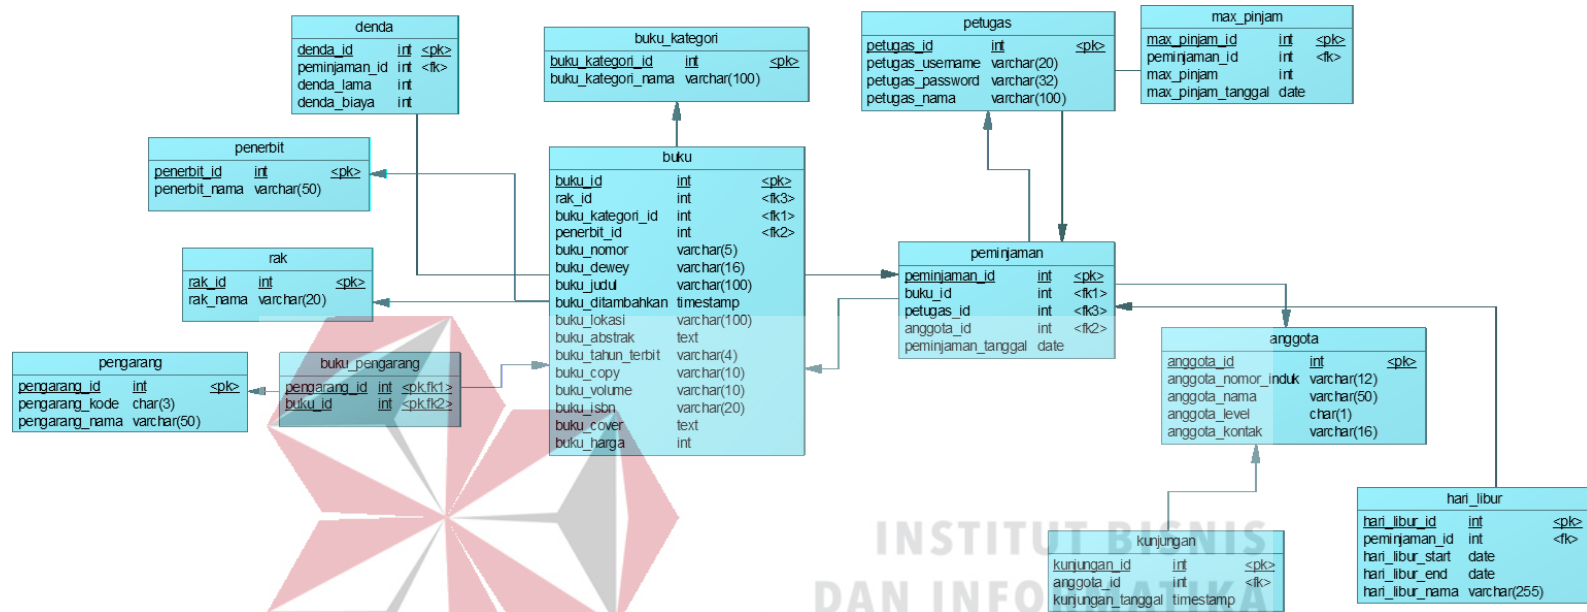 denda
denda_id int <pk>
peminjaman_id int <fk>
denda_lama int
denda_biaya int
buku_kategori
buku_kategori_id int <pk>
buku_kategori_nama varchar(100)
petugas
petugas_id int <pk>
petugas_username varchar(20)
petugas_password varchar(32)
petugas_nama varchar(100)
max_pinjam
max_pinjam_id int <pk>
peminjaman_id int <fk>
max_pinjam int
max_pinjam_tanggal date
penerbit
penerbit_id int <pk>
penerbit_nama varchar(50)
buku
buku_id int <pk>
rak_id int <fk3>
buku_kategori_id int <fk1>
penerbit_id int <fk2>
buku_nomor varchar(5)
buku_dewey varchar(16)
buku_judul varchar(100)
buku_ditambahkan timestamp
buku_lokasi varchar(100)
buku_abstrak text
buku_tahun_terbit varchar(4)
buku_copy varchar(10)
buku_volume varchar(10)
buku_isbn varchar(20)
buku_cover text
buku_harga int
rak
rak_id int <pk>
rak_nama varchar(20)
peminjaman
peminjaman_id int <pk>
buku_id int <fk1>
petugas_id int <fk3>
anggota_id int <fk2>
peminjaman_tanggal date
pengarang
pengarang_id int <pk>
pengarang_kode char(3)
pengarang_nama varchar(50)
buku_pengarang
pengarang_id int <pk,fk1>
buku_id int <pk,fk2>
anggota
anggota_id int <pk>
anggota_nomor_induk varchar(12)
anggota_nama varchar(50)
anggota_level char(1)
anggota_kontak varchar(16)
hari_libur
hari_libur_id int <pk>
peminjaman_id int <fk>
hari_libur_start date
hari_libur_end date
hari_libur_nama varchar(255)
kunjungan
kunjungan_id int <pk>
anggota_id int <fk>
kunjungan_tanggal timestamp
INSTITUT BISNIS
DAN INFORMATIKA